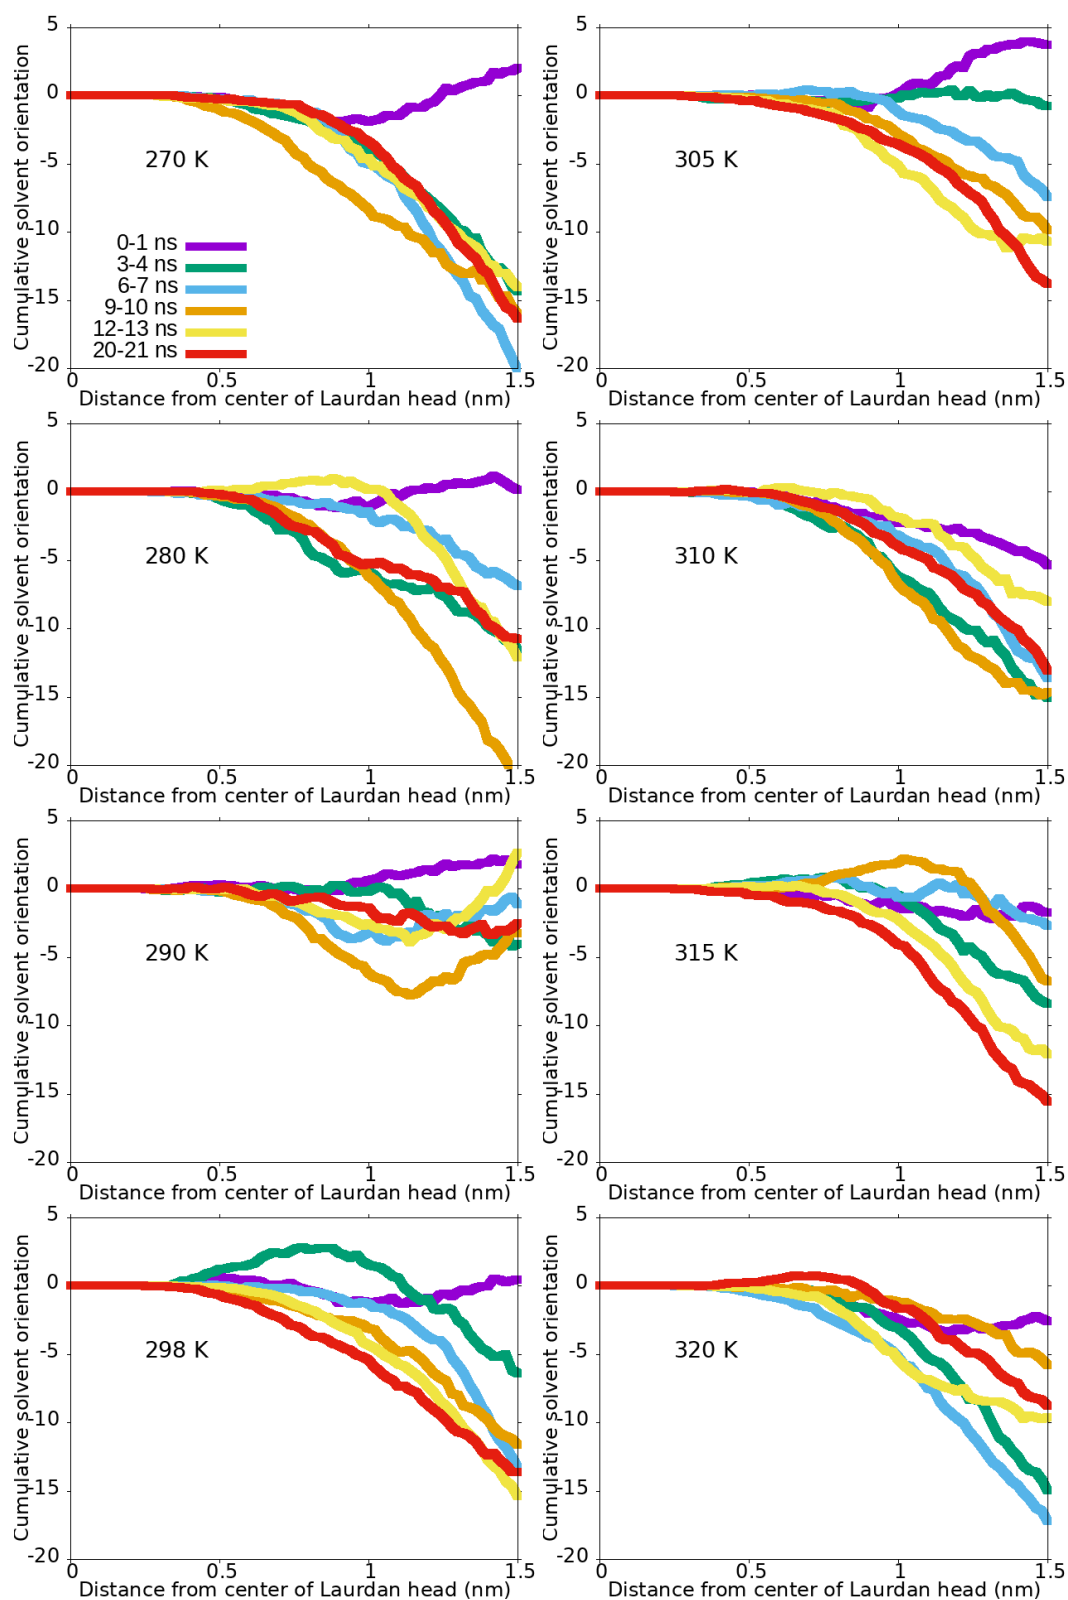 Cumulative solvent orientation
5
0
-5
-10
-15
-20
270 K
0-1 ns
3-4 ns
6-7 ns
9-10 ns
12-13 ns
20-21 ns
0
0.5
1
1.5
Distance from center of Laurdan head (nm)
Cumulative solvent orientation
5
0
-5
-10
-15
-20
305 K
0
0.5
1
1.5
Distance from center of Laurdan head (nm)
Cumulative solvent orientation
5
0
-5
-10
-15
-20
280 K
0
0.5
1
1.5
Distance from center of Laurdan head (nm)
Cumulative solvent orientation
5
0
-5
-10
-15
-20
310 K
0
0.5
1
1.5
Distance from center of Laurdan head (nm)
Cumulative solvent orientation
5
0
-5
-10
-15
-20
290 K
0
0.5
1
1.5
Distance from center of Laurdan head (nm)
Cumulative solvent orientation
5
0
-5
-10
-15
-20
315 K
0
0.5
1
1.5
Distance from center of Laurdan head (nm)
Cumulative solvent orientation
5
0
-5
-10
-15
-20
298 K
0
0.5
1
1.5
Distance from center of Laurdan head (nm)
Cumulative solvent orientation
5
0
-5
-10
-15
-20
320 K
0
0.5
1
1.5
Distance from center of Laurdan head (nm)